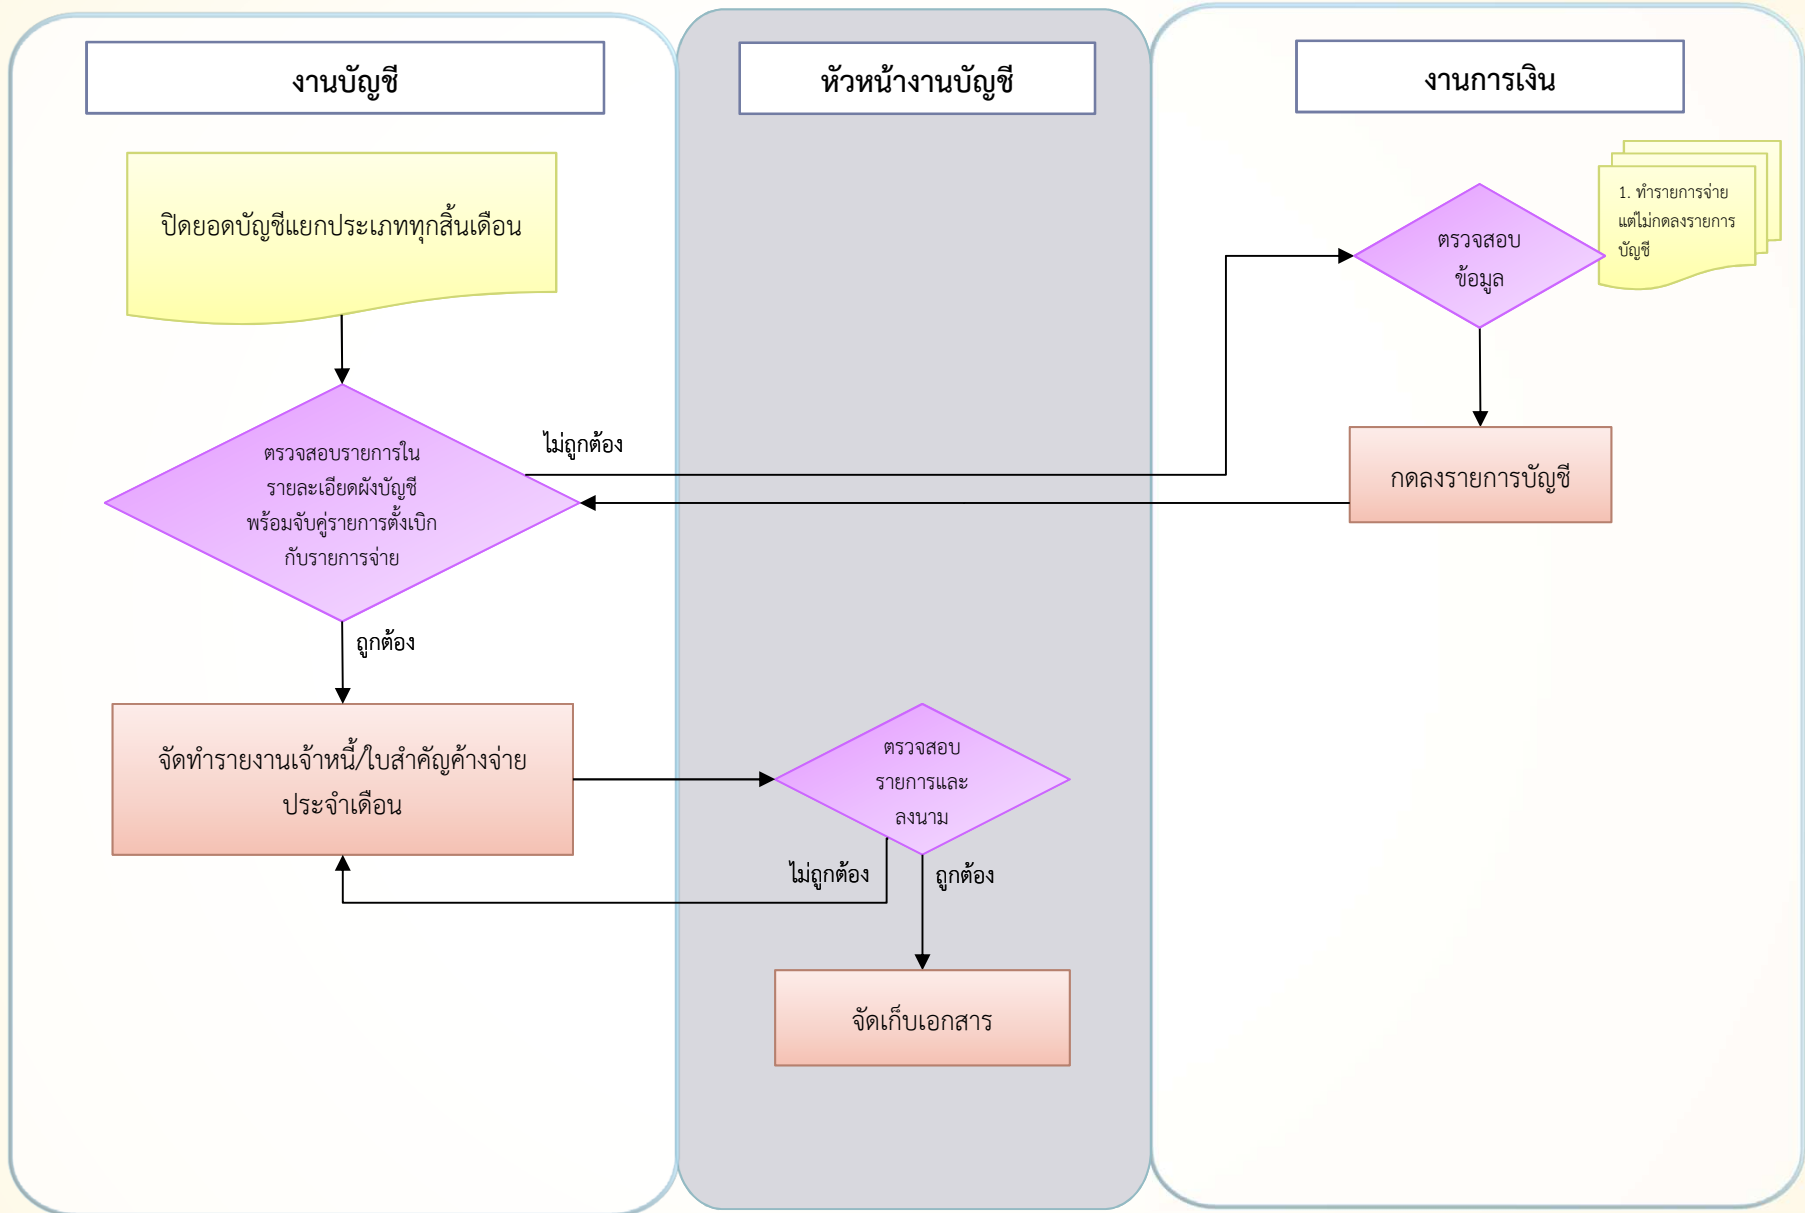 งานบัญชี
หัวหน้างานบัญชี
งานการเงิน
ปิดยอดบัญชีแยกประเภททุกสิ้นเดือน
1. ทำรายการจ่าย
แต่ไม่กดลงรายการ
บัญชี
ตรวจสอบ
ข้อมูล
ตรวจสอบรายการใน
รายละเอียดผังบัญชี
พร้อมจับคู่รายการตั้งเบิก
กับรายการจ่าย
ไม่ถูกต้อง
กดลงรายการบัญชี
ถูกต้อง
จัดทำรายงานเจ้าหนี้/ใบสำคัญค้างจ่าย
ประจำเดือน
ตรวจสอบ
รายการและ
ลงนาม
ไม่ถูกต้อง
ถูกต้อง
จัดเก็บเอกสาร